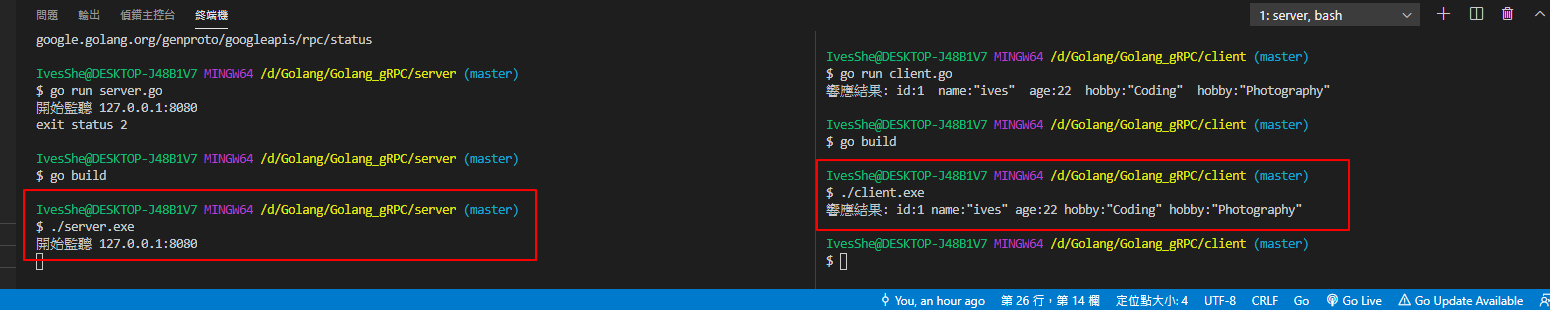 問題 輸出 偵錯主控台 終端機
1: server, bash
google.golang.org/genproto/googleapis/rpc/status
IvesShe@DESKTOP-J48B1V7 MINGW64 /d/Golang/Golang_gRPC/server (master)
$ go run server.go
開始監聽 127.0.0.1:8080
exit status 2
IvesShe@DESKTOP-J48B1V7 MINGW64 /d/Golang/Golang_gRPC/server (master)
$ go build
IvesShe@DESKTOP-J48B1V7 MINGW64 /d/Golang/Golang_gRPC/server (master)
$ ./server.exe
開始監聽 127.0.0.1:8080
IvesShe@DESKTOP-J48B1V7 MINGW64 /d/Golang/Golang_gRPC/client (master)
$ go run client.go
響應結果: id:1  name:"ives"  age:22  hobby:"Coding"  hobby:"Photography"
IvesShe@DESKTOP-J48B1V7 MINGW64 /d/Golang/Golang_gRPC/client (master)
$ go build
IvesShe@DESKTOP-J48B1V7 MINGW64 /d/Golang/Golang_gRPC/client (master)
$ ./client.exe
響應結果: id:1 name:"ives" age:22 hobby:"Coding" hobby:"Photography"
IvesShe@DESKTOP-J48B1V7 MINGW64 /d/Golang/Golang_gRPC/client (master)
$
You, an hour ago 第 26 行，第 14 欄 定位點大小: 4 UTF-8 CRLF Go Go Live Go Update Available